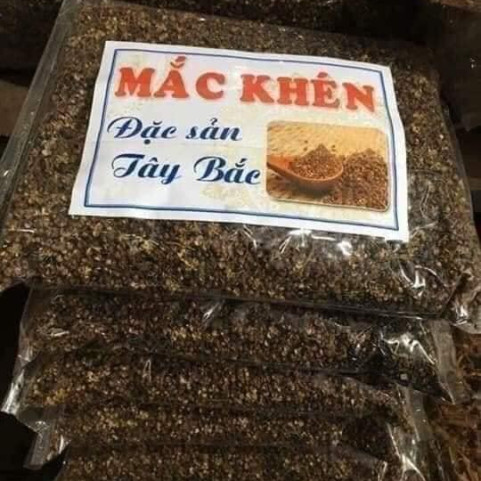 MẮC KHÉN
Đặc sản
Tây Bắc